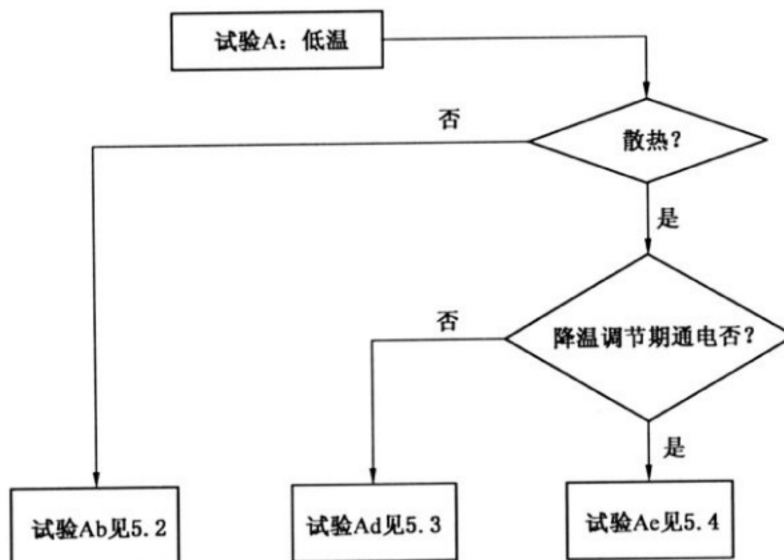 试验A：低温
否
散热？
是
否
降温调节期通电否？
是
试验Ab见5.2
试验Ad见5.3
试验Ae见5.4